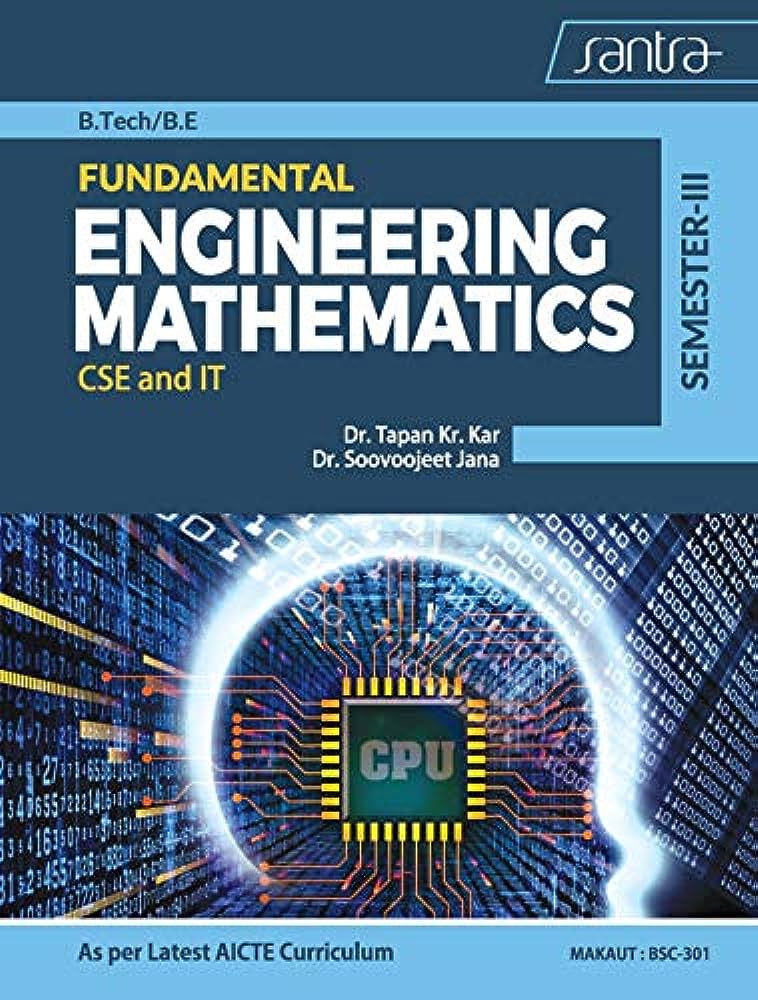 santra
B.Tech/B.E
FUNDAMENTAL
ENGINEERING
MATHEMATICS
CSE and IT
SEMESTER-III
Dr. Tapan Kr. Kar
Dr. Soovoojeet Jana
CPU
As per Latest AICTE Curriculum
MAKAUT : BSC-301